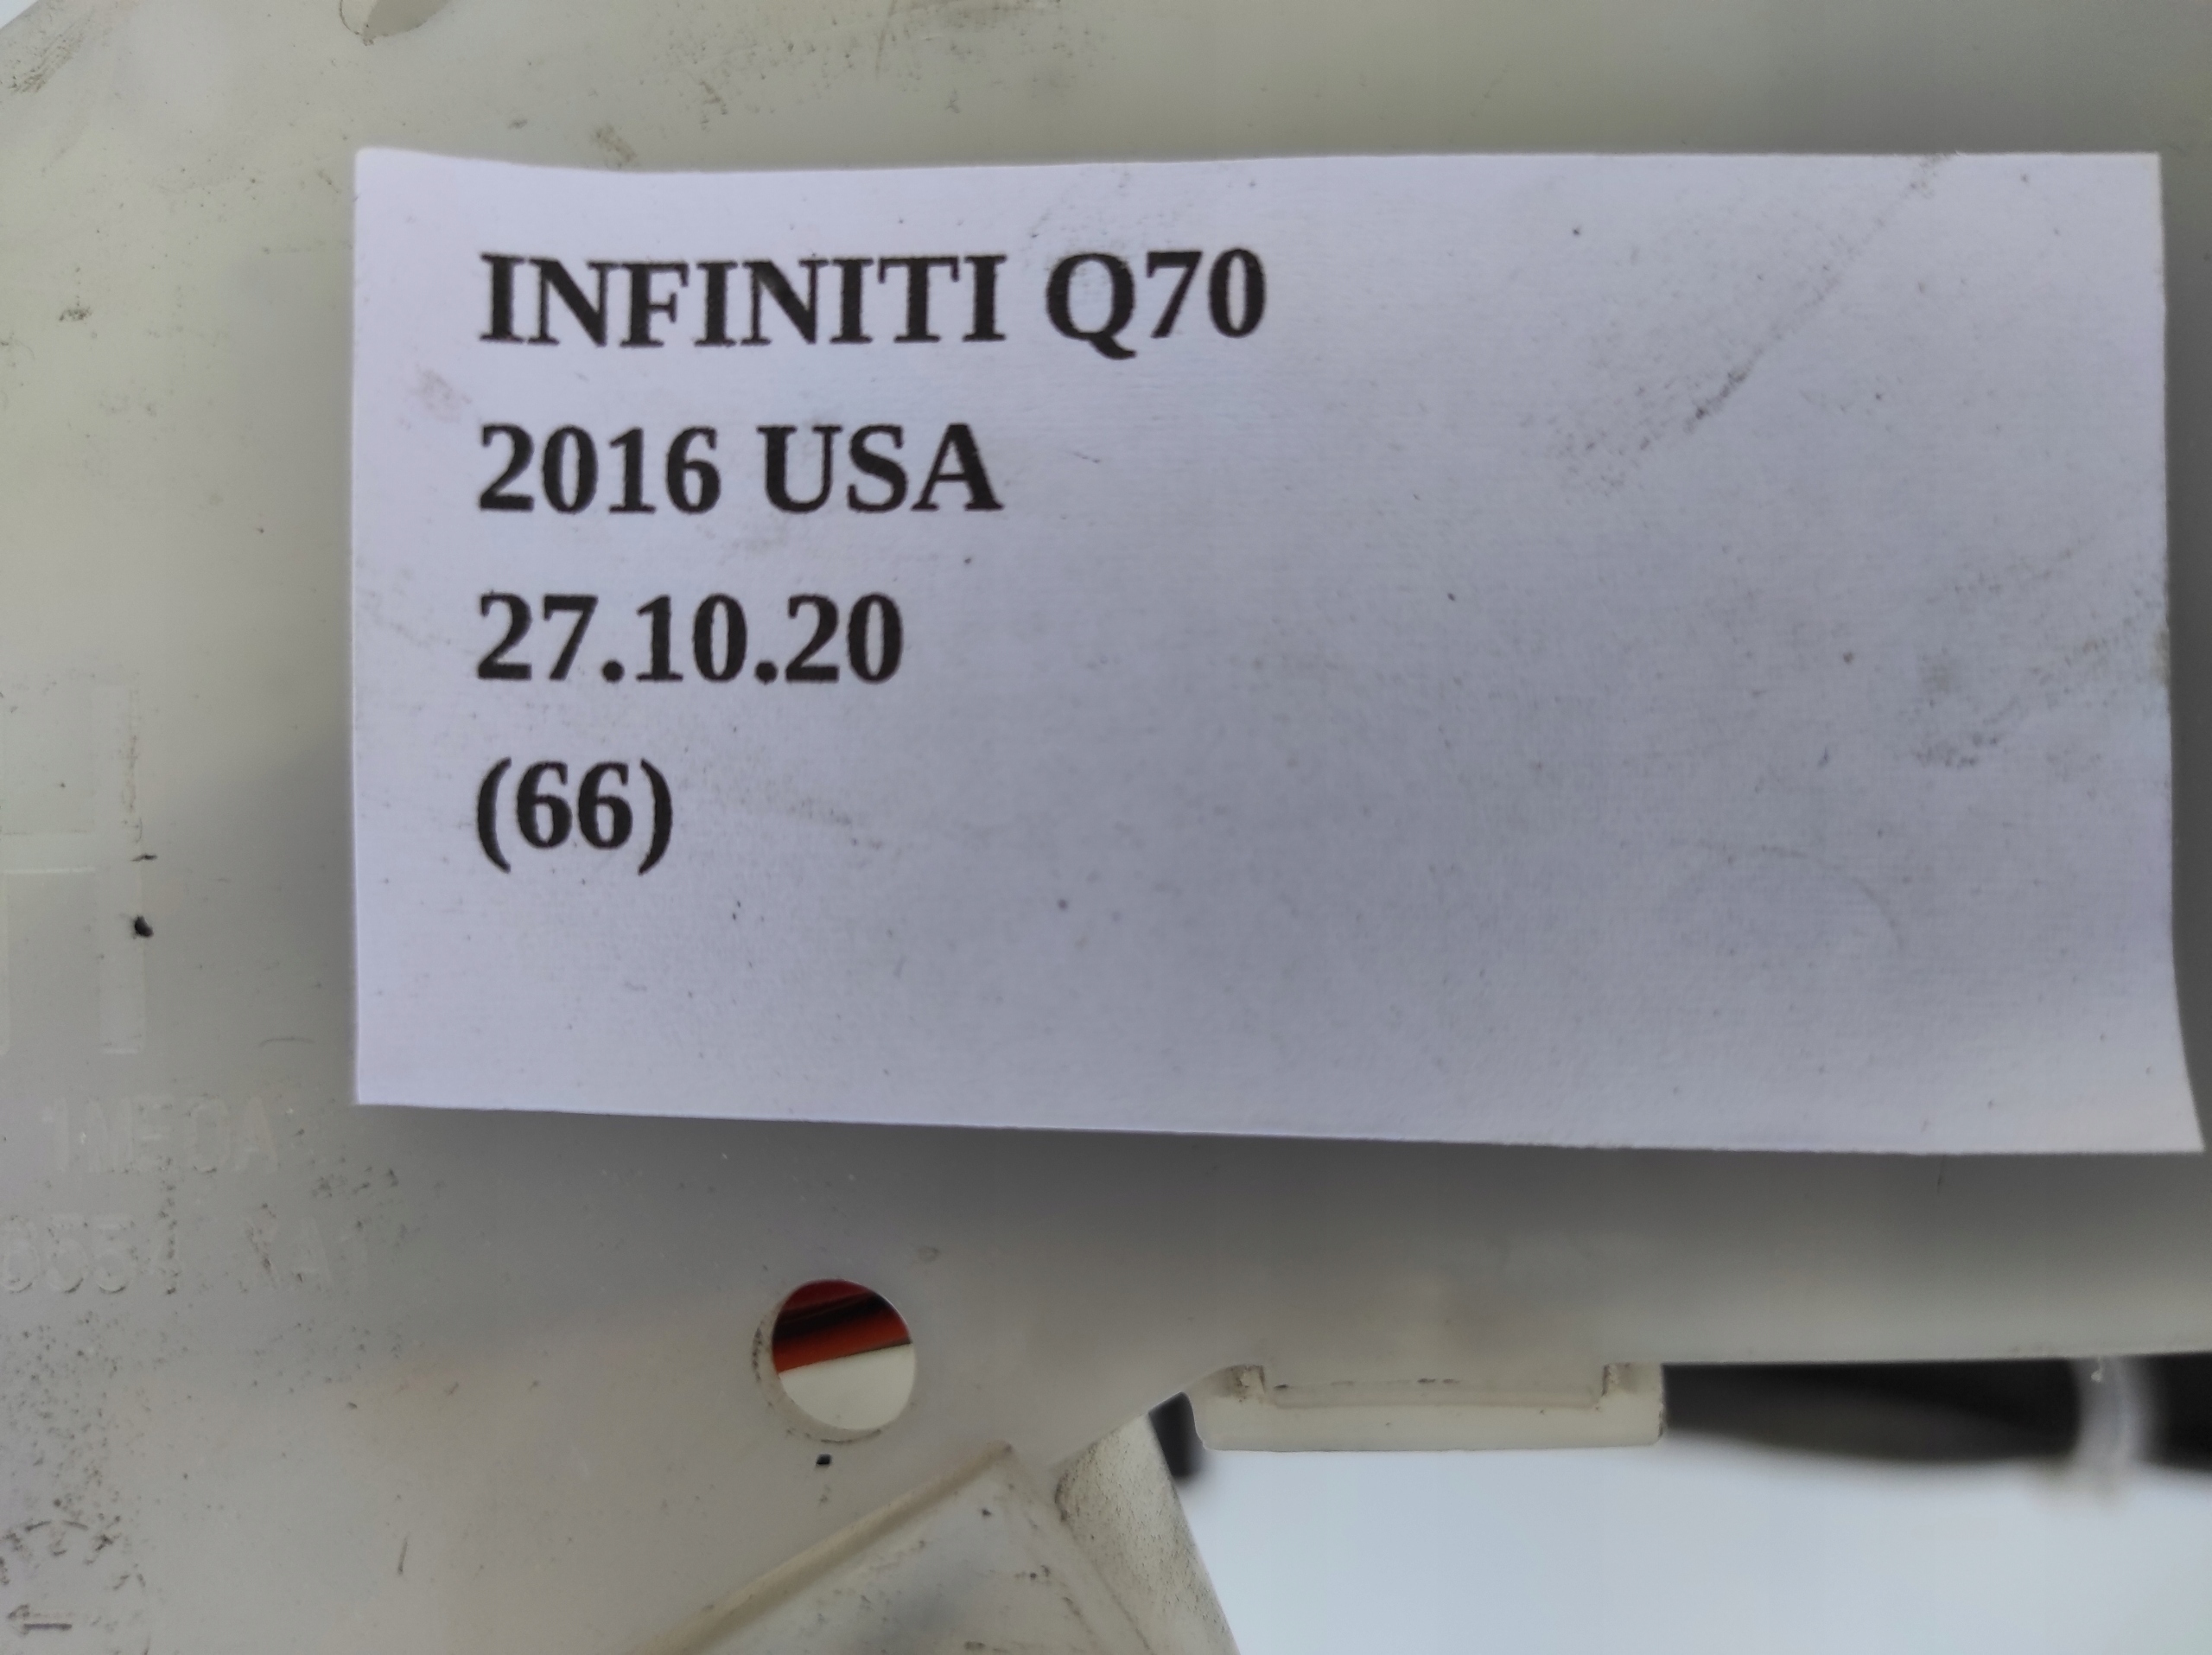 INFINITI Q70
2016 USA
27.10.20
(66)